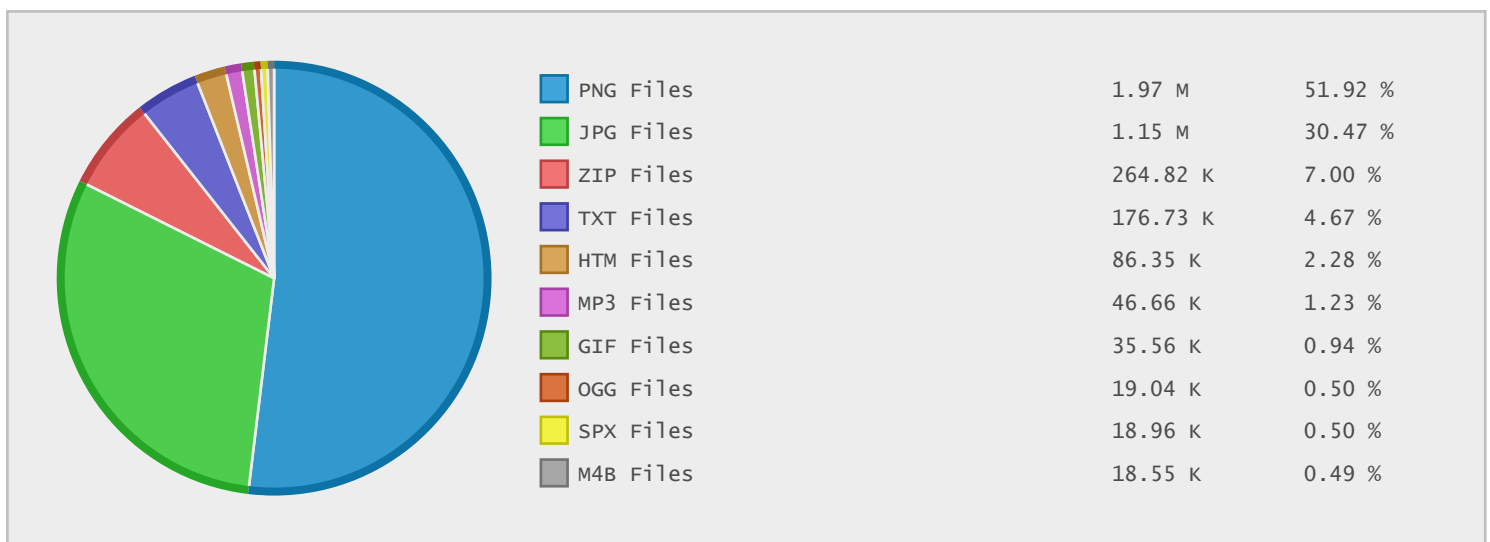 PNG Files 1.97 M 51.92 %
JPG Files 1.15 M 30.47 %
ZIP Files 264.82 K 7.00 %
TXT Files 176.73 K 4.67 %
HTM Files 86.35 K 2.28 %
MP3 Files 46.66 K 1.23 %
GIF Files 35.56 K 0.94 %
OGG Files 19.04 K 0.50 %
SPX Files 18.96 K 0.50 %
M4B Files 18.55 K 0.49 %